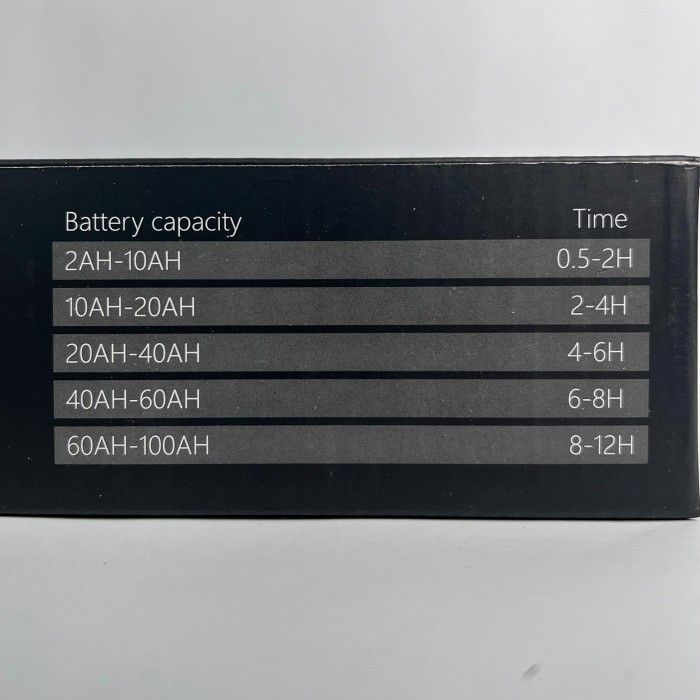 Battery capacity Time
2AH-10AH 0.5-2H
10AH-20AH 2-4H
20AH-40AH 4-6H
40AH-60AH 6-8H
60AH-100AH 8-12H